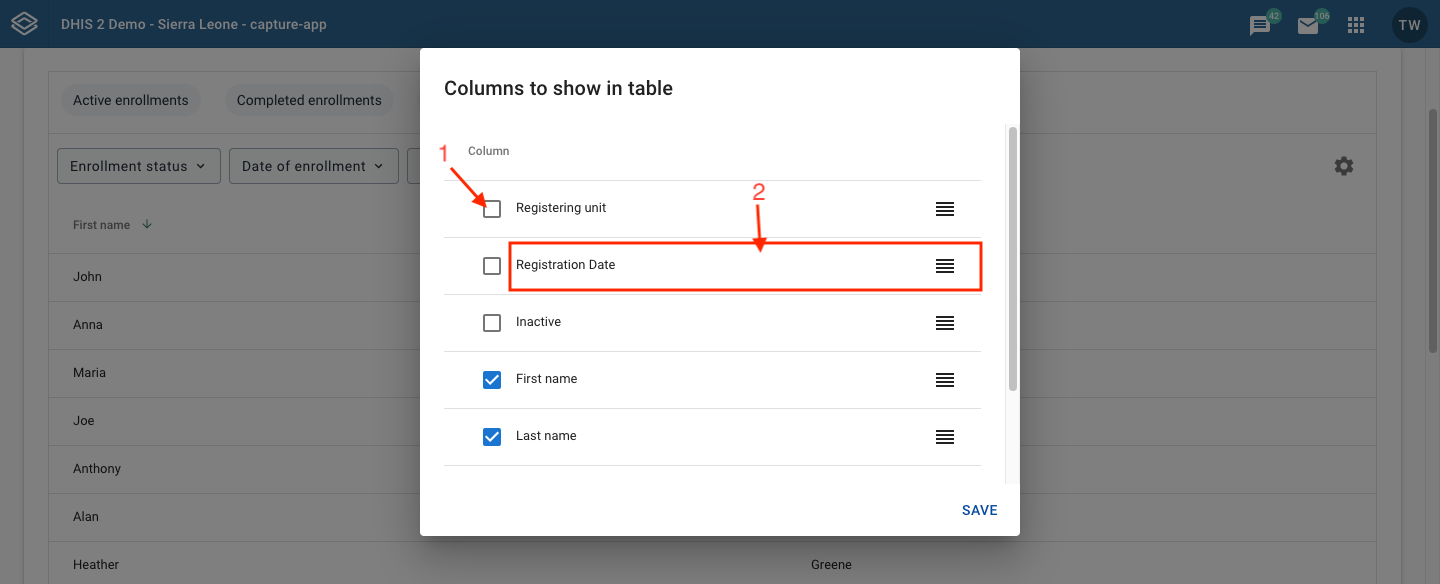 DHIS 2 Demo - Sierra Leone - capture-app
42
106
TW
Active enrollments
Completed enrollments
Enrollment status
Date of enrollment
First name
John
Anna
Maria
Joe
Anthony
Alan
Heather
Greene
Columns to show in table
1
Column
Registering unit
2
Registration Date
Inactive
First name
Last name
SAVE